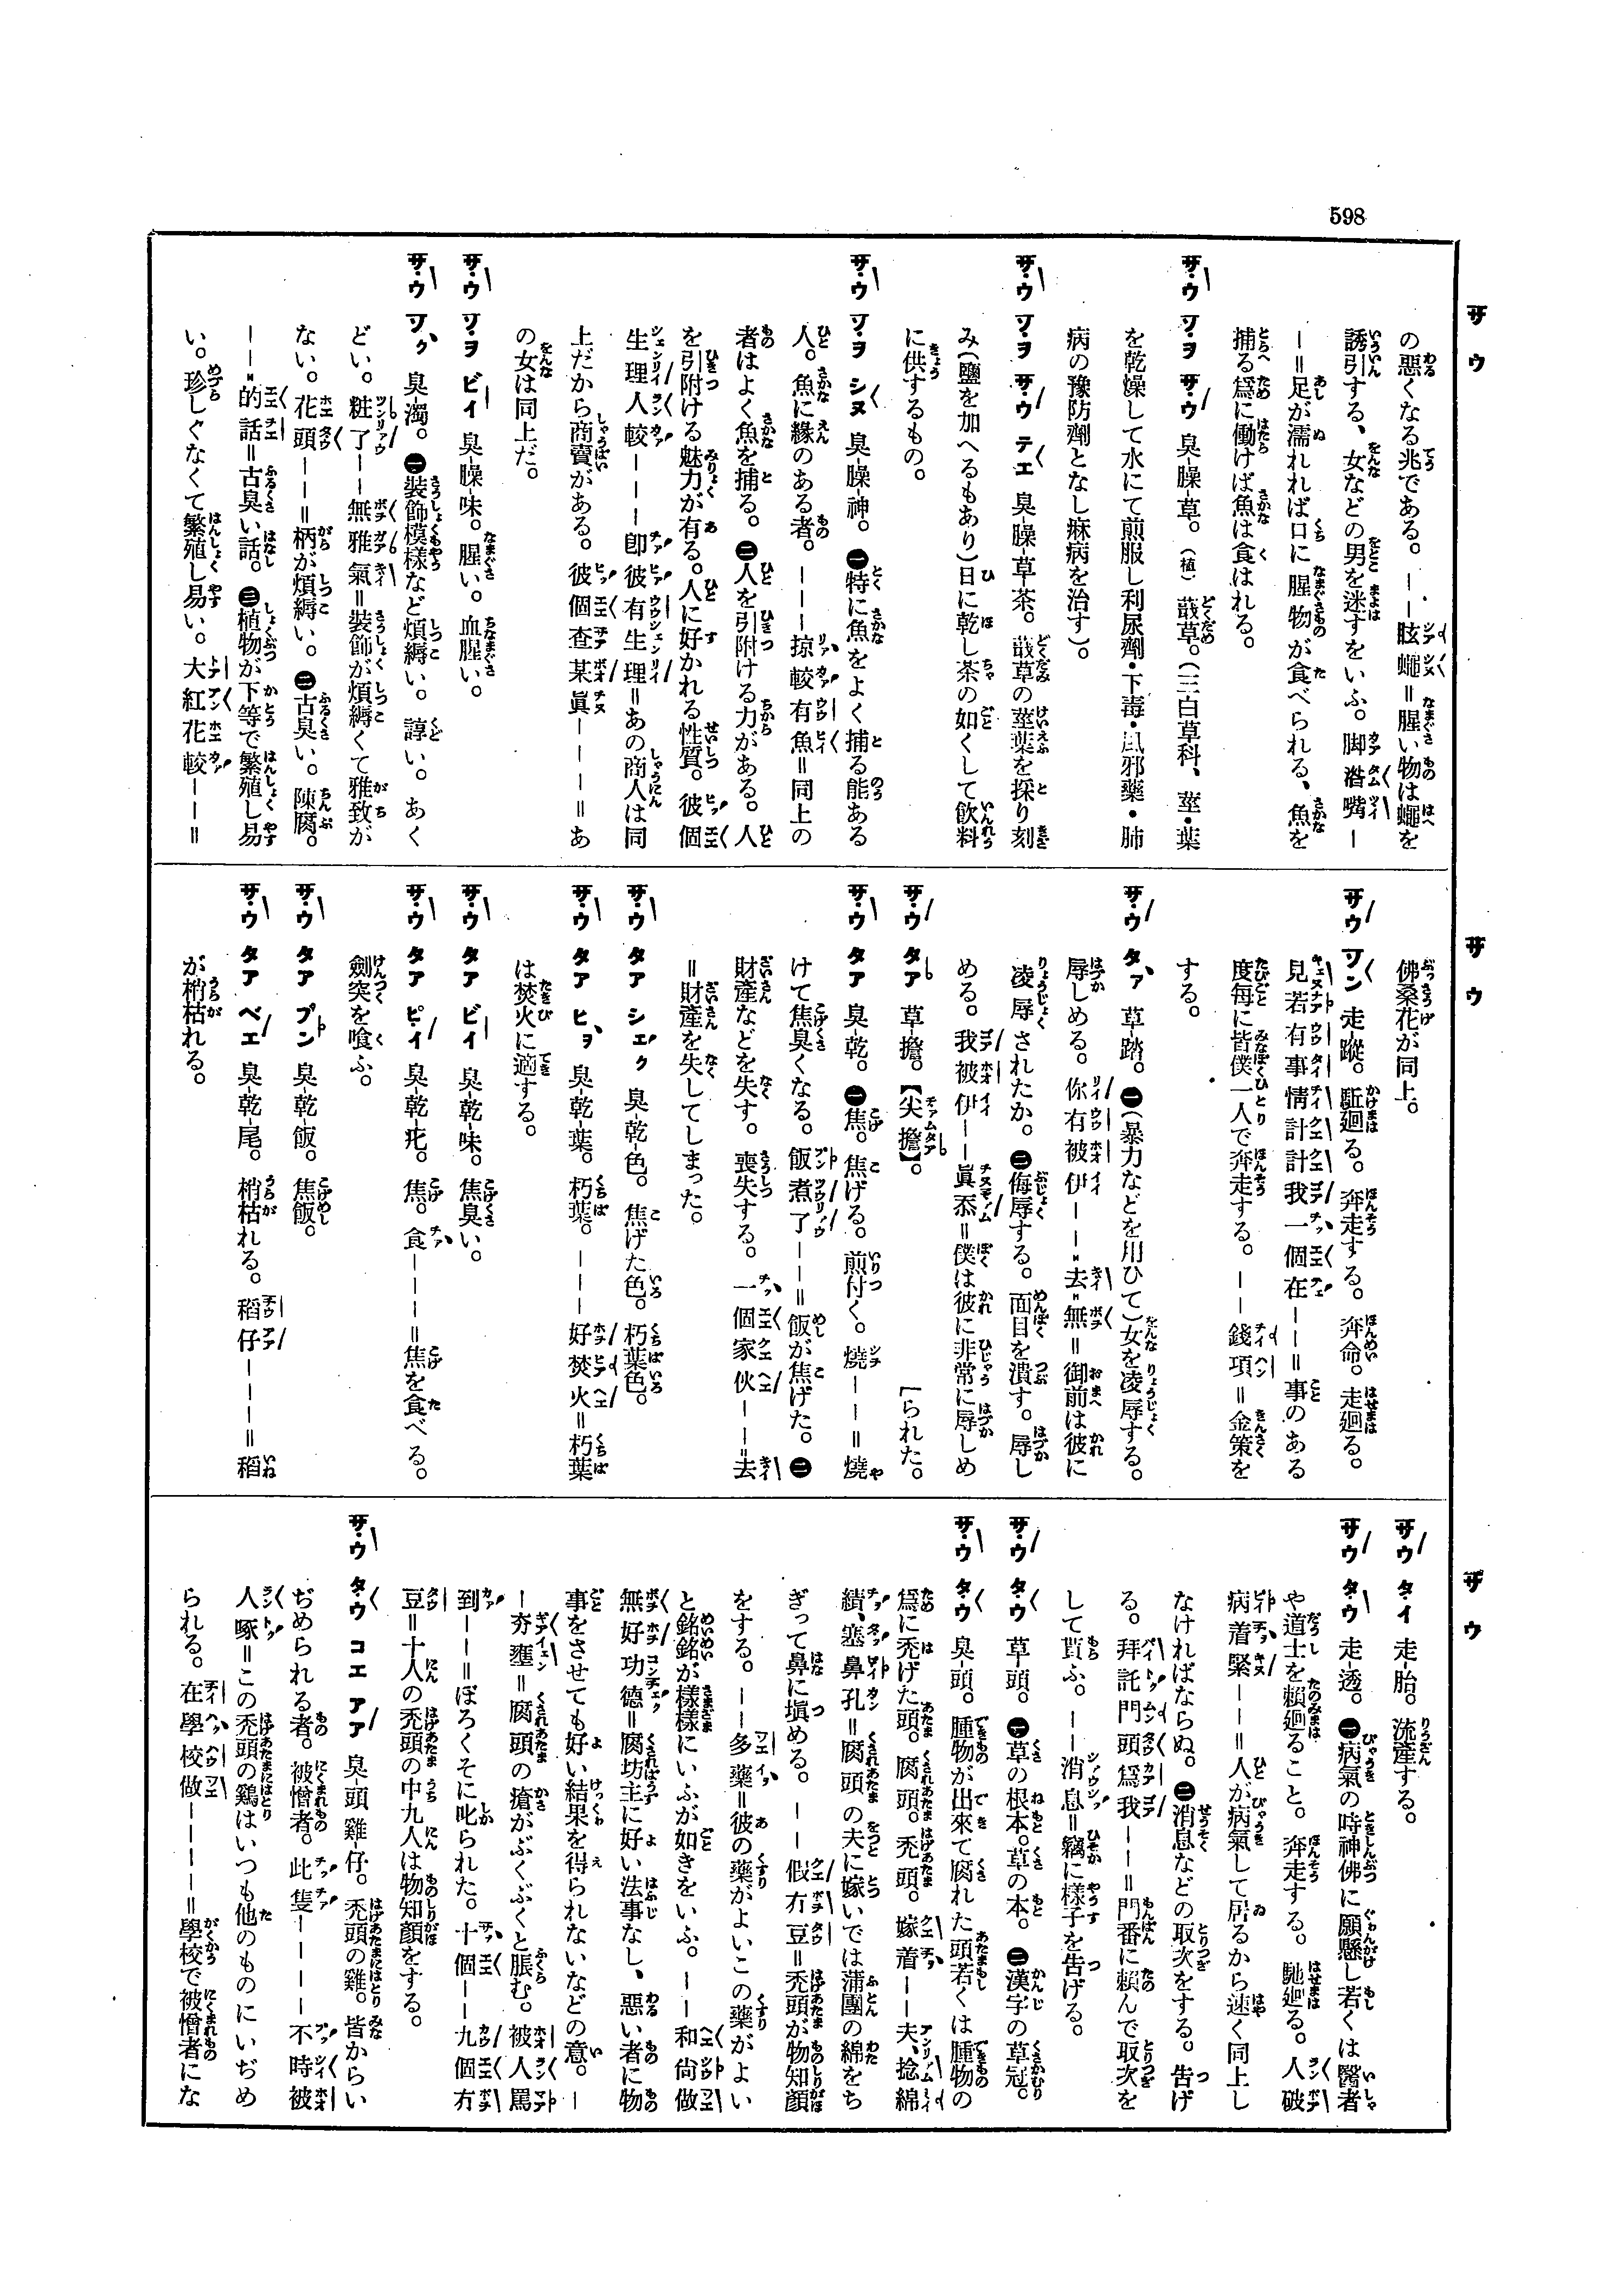 598
サウ
の惡くなる兆である。――胘蠅＝腥い物は蠅を
誘引する、女などの男を迷すをいふ。脚濳嘴―
―＝足が濡れれば口に腥物が食べられる、魚を
捕る爲に働けば魚は食はれる。
サウ ソヲ サウ 臭-臊-草。（植）蕺草。（三白草科、莖・葉
を乾燥して水にて煎服し利尿劑・下毒・風邪藥・肺
病の豫防劑となし痳病を治す）。
サウ ソヲ サウ テエ 臭-臊-草-茶。蕺草の莖葉を採り刻
み（鹽を加へるもあり）日に乾し茶の如くして飮料
に供するもの。
サウ ソヲ シヌ 臭-臊-神。㊀特に魚をよく捕る能ある
人。魚に緣のある者。―――掠較有魚＝同上の
者はよく魚を捕る。㊁人を引附ける力がある。人
を引附ける魅力が有る。人に好かれる性質。彼個
生理人較―――卽彼有生理＝あの商人は同
上だから商賣がある。彼個查某眞―――＝あ
の女は同上だ。
サウ ソヲ ビイ 臭-臊-味。腥い。血腥い。
サウ ソク 臭-濁。㊀裝飾模樣など煩縟い。諄い。あく
どい。粧了――無雅氣＝裝飾が煩縟くて雅致が
ない。花頭――＝柄が煩縟い。㊁古臭い。陳腐。
――的話＝古臭い話。㊂植物が下等で繁殖し易
い。珍しくなくて繁殖し易い。大紅花較――＝
サウ
佛桑花が同上。
サウ ソン 走-蹤。駈廻る。奔走する。奔命。走廻る。
見若有事情計計我一個在――＝事のある
度每に皆僕一人で奔走する。――錢項＝金策を
する。
サウ タァ 草-踏。㊀（暴力などを用ひて）女を凌辱する。
辱しめる。你有被伊――去無＝御前は彼に
凌辱されたか。㊁侮辱する。面目を潰す。辱し
める。我被伊――眞忝＝僕は彼に非常に辱しめ
［られた。
サウ タア 草-擔。【尖擔】。
サウ タア 臭-乾。㊀焦。焦げる。煎付く。燒――＝燒
けて焦臭くなる。飯煮了――＝飯が焦げた。㊁
財產などを失す。喪失する。一個家伙――去
＝財產を失してしまった。
サウ タア シェク 臭-乾-色。焦げた色。朽葉色。
サウ タア ヒヨ 臭-乾-葉。朽葉。―――好焚火＝朽葉
は焚火に適する。
サウ タア ビイ 臭-乾-味。焦臭い。
サウ タア ピイ 臭-乾-疕。焦。食―――＝焦を食べる。
劍突を喰ふ。
サウ タア プン 臭-乾-飯。焦飯。
サウ タア ベエ 臭-乾-尾。梢枯れる。稻仔―――＝稻
が梢枯れる。
サウ
サウ タイ 走-胎。流產する。
サウ タウ 走-透。㊀病氣の時神佛に願懸し若くは醫者
や道士を賴廻ること。奔走する。馳廻る。人破
病着緊――＝人が病氣して居るから速く同上し
なければならぬ。㊁消息などの取次をする。告げ
る。拜託門頭爲我――＝門番に賴んで取次を
して貰ふ。――消息＝竊に樣子を告げる。
サウ タウ 草-頭。㊀草の根本。草の本。㊁漢字の草冠。
サウ タウ 臭-頭。腫物が出來て腐れた頭若くは腫物の
爲に禿げた頭。腐頭。禿頭。嫁着――夫、捻綿
績、塞鼻孔＝腐頭の夫に嫁いでは蒲團の綿をち
ぎって鼻に塡める。――假冇豆＝禿頭が物知顏
をする。――多藥＝彼の藥がよいこの藥がよい
と銘銘が樣樣にいふが如きをいふ。――和尙做
無好功德＝腐坊主に好い法事なし、惡い者に物
事をさせても好い結果を得られないなどの意。―
―夯壅＝腐頭の瘡がぶくぶくと脹む。被人罵
到――＝ぼろくそに叱られた。十個――九個冇
豆＝十人の禿頭の中九人は物知顏をする。
サウ タウ コエ アア 臭-頭-雞-仔。禿頭の雞。皆からい
ぢめられる者。被憎者。此隻――――不時被
人啄＝この禿頭の鷄はいつも他のものにいぢめ
られる。在學校做――――＝學校で被憎者にな